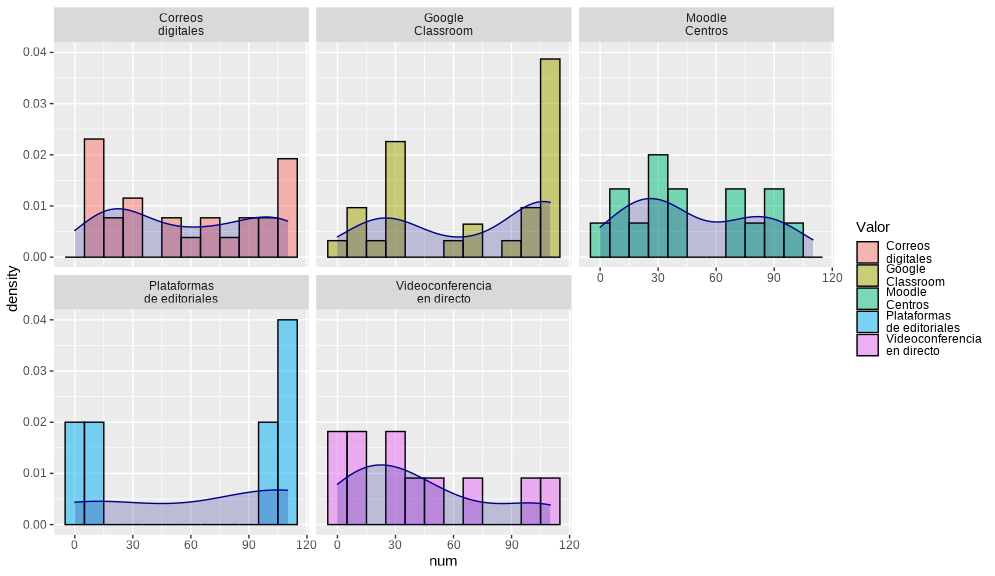 Correos
digitales
Google
Classroom
Moodle
Centros
0.04
0.03
0.02
0.01
0.00
0
30
60
90
120
Plataformas
de editoriales
Videoconferencia
en directo
0.04
0.03
0.02
0.01
0.00
0
30
60
90
120
0
30
60
90
120
density
num
Valor
Correos
digitales
Google
Classroom
Moodle
Centros
Plataformas
de editoriales
Videoconferencia
en directo